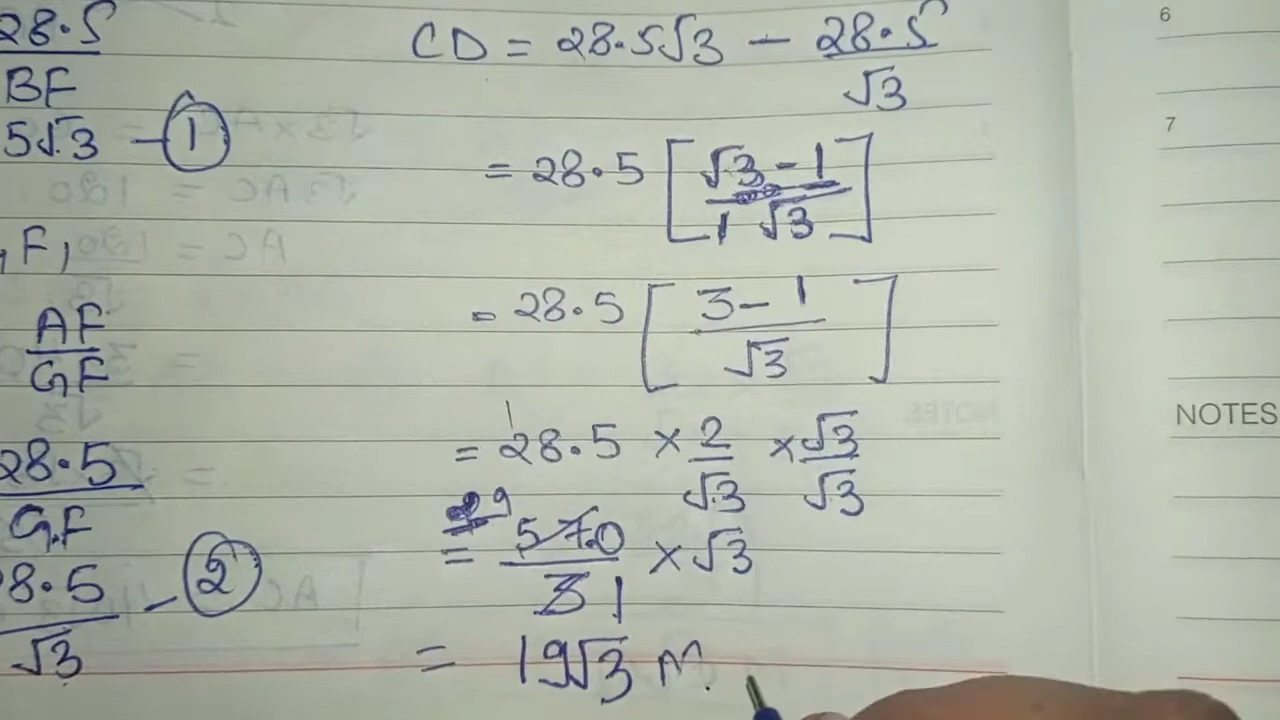 28.5
BF
5√3 – 1
, F,
AF
GF
28.5
G.F
8.5
√3
– 2
CD = 28.5√3 – 28.5
√3
= 28.5 [ √3 – 1
1 √3 ]
= 28.5 [ 3 – 1
√3 ]
= 28.5 × 2 × √3
√3 √3
= 57.0 × √3
3 1
= 19√3 m.
6
7
NOTES